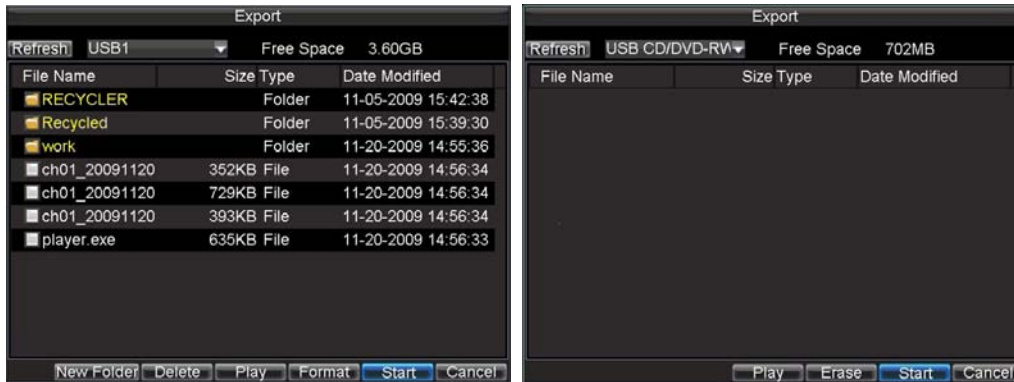 Export
Refresh USB1 Free Space 3.60GB
File Name Size Type Date Modified
RECYCLER Folder 11-05-2009 15:42:38
Recycled Folder 11-05-2009 15:39:30
work Folder 11-20-2009 14:55:36
ch01_20091120 352KB File 11-20-2009 14:56:34
ch01_20091120 729KB File 11-20-2009 14:56:34
ch01_20091120 393KB File 11-20-2009 14:56:34
player.exe 635KB File 11-20-2009 14:56:33
New Folder Delete Play Format Start Cancel
Export
Refresh USB CD/DVD-RW Free Space 702MB
File Name Size Type Date Modified
Play Erase Start Cancel